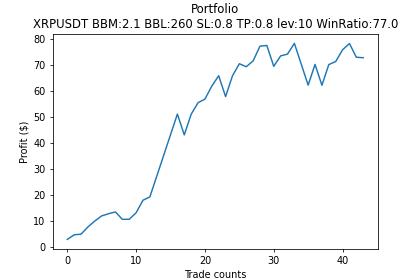 Portfolio
XRPUSDT BBM:2.1 BBL:260 SL:0.8 TP:0.8 lev:10 WinRatio:77.0
80
70
60
50
40
30
20
10
0
Profit ($)
0 10 20 30 40
Trade counts